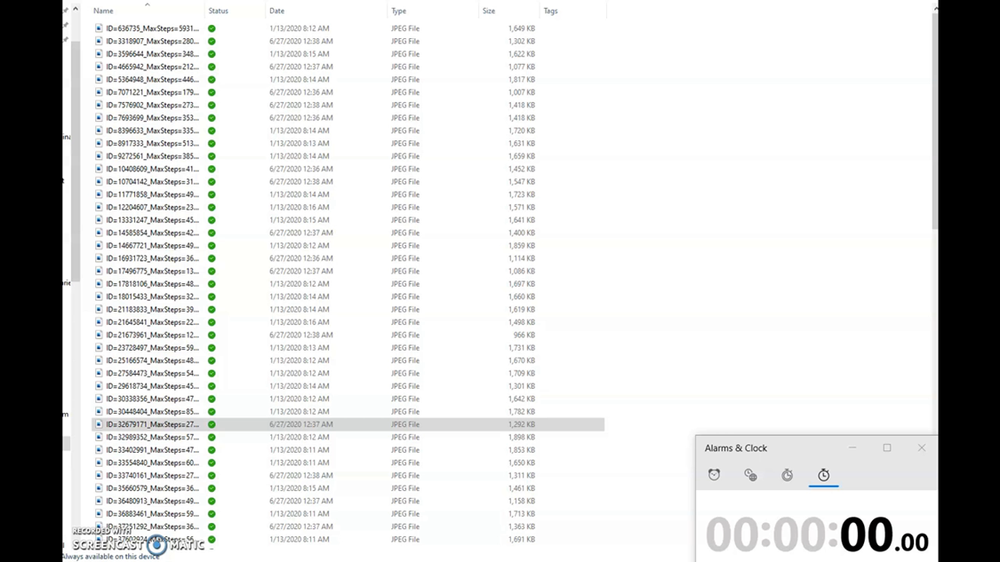 Name Status Date Type Size Tags
ID=636735_MaxSteps=5931... 1/13/2020 8:12 AM JPEG File 1,649 KB
ID=3318907_MaxSteps=280... 6/27/2020 12:38 AM JPEG File 1,302 KB
ID=3596644_MaxSteps=348... 1/13/2020 8:15 AM JPEG File 1,622 KB
ID=4665942_MaxSteps=212... 6/27/2020 12:37 AM JPEG File 1,077 KB
ID=5364948_MaxSteps=446... 1/13/2020 8:14 AM JPEG File 1,817 KB
ID=7071221_MaxSteps=179... 6/27/2020 12:36 AM JPEG File 1,007 KB
ID=7576902_MaxSteps=273... 6/27/2020 12:38 AM JPEG File 1,418 KB
ID=7693699_MaxSteps=353... 6/27/2020 12:36 AM JPEG File 1,418 KB
ID=8396633_MaxSteps=335... 1/13/2020 8:14 AM JPEG File 1,720 KB
ID=8917333_MaxSteps=513... 1/13/2020 8:13 AM JPEG File 1,631 KB
ID=9272561_MaxSteps=385... 1/13/2020 8:14 AM JPEG File 1,659 KB
ID=10408609_MaxSteps=41... 6/27/2020 12:36 AM JPEG File 1,452 KB
ID=10704142_MaxSteps=31... 6/27/2020 12:38 AM JPEG File 1,547 KB
ID=11771858_MaxSteps=49... 1/13/2020 8:14 AM JPEG File 1,723 KB
ID=12204607_MaxSteps=23... 1/13/2020 8:16 AM JPEG File 1,571 KB
ID=13331247_MaxSteps=45... 1/13/2020 8:15 AM JPEG File 1,641 KB
ID=14585854_MaxSteps=42... 6/27/2020 12:37 AM JPEG File 1,400 KB
ID=14667721_MaxSteps=49... 1/13/2020 8:12 AM JPEG File 1,859 KB
ID=16931723_MaxSteps=36... 6/27/2020 12:36 AM JPEG File 1,114 KB
ID=17496775_MaxSteps=13... 6/27/2020 12:37 AM JPEG File 1,086 KB
ID=17818106_MaxSteps=48... 1/13/2020 8:12 AM JPEG File 1,697 KB
ID=18015433_MaxSteps=32... 1/13/2020 8:14 AM JPEG File 1,660 KB
ID=21183833_MaxSteps=39... 1/13/2020 8:14 AM JPEG File 1,619 KB
ID=21645841_MaxSteps=22... 1/13/2020 8:16 AM JPEG File 1,498 KB
ID=21673961_MaxSteps=12... 6/27/2020 12:38 AM JPEG File 966 KB
ID=23728497_MaxSteps=59... 1/13/2020 8:13 AM JPEG File 1,731 KB
ID=25166574_MaxSteps=48... 1/13/2020 8:12 AM JPEG File 1,670 KB
ID=27584473_MaxSteps=54... 1/13/2020 8:12 AM JPEG File 1,709 KB
ID=29618734_MaxSteps=45... 1/13/2020 8:14 AM JPEG File 1,301 KB
ID=30338356_MaxSteps=47... 1/13/2020 8:12 AM JPEG File 1,642 KB
ID=30448404_MaxSteps=85... 1/13/2020 8:12 AM JPEG File 1,782 KB
ID=32679171_MaxSteps=27... 6/27/2020 12:37 AM JPEG File 1,292 KB
ID=32989352_MaxSteps=57... 1/13/2020 8:12 AM JPEG File 1,898 KB
ID=33402991_MaxSteps=47... 1/13/2020 8:11 AM JPEG File 1,853 KB
ID=33554840_MaxSteps=60... 1/13/2020 8:11 AM JPEG File 1,650 KB
ID=33740161_MaxSteps=27... 6/27/2020 12:38 AM JPEG File 1,311 KB
ID=35660579_MaxSteps=36... 1/13/2020 8:15 AM JPEG File 1,461 KB
ID=36480913_MaxSteps=49... 6/27/2020 12:37 AM JPEG File 1,158 KB
ID=36883461_MaxSteps=59... 1/13/2020 8:11 AM JPEG File 1,713 KB
ID=37251292_MaxSteps=36... 6/27/2020 12:37 AM JPEG File 1,363 KB
1/13/2020 8:11 AM JPEG File 1,691 KB
Always available on this device
RECORDED WITH
SCREENCAST MATIC
Alarms & Clock
00:00:00.00